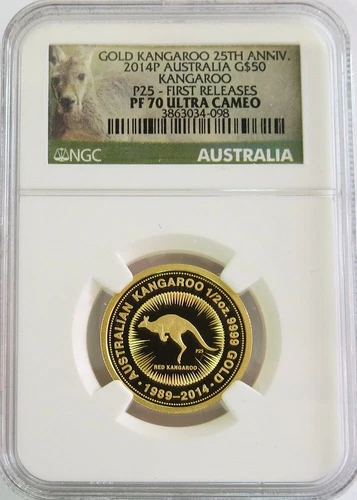 GOLD KANGAROO 25TH ANNIV.
2014P AUSTRALIA G$50
KANGAROO
P25 - FIRST RELEASES
PF 70 ULTRA CAMEO
3863034-098
NGC
AUSTRALIA
AUSTRALIAN KANGAROO 1/2oz. 9999 GOLD
P25
RED KANGAROO
1989-2014